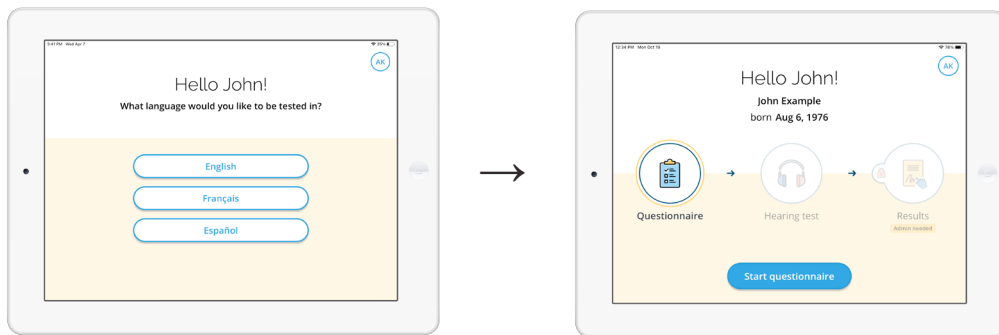 9:41 PM Wed Apr 7
AK
Hello John!
What language would you like to be tested in?
English
Français
Español
12:34 PM Mon Oct 19
76%
AK
Hello John!
John Example
born Aug 6, 1976
Questionnaire
Hearing test
Results
Admin needed
Start questionnaire